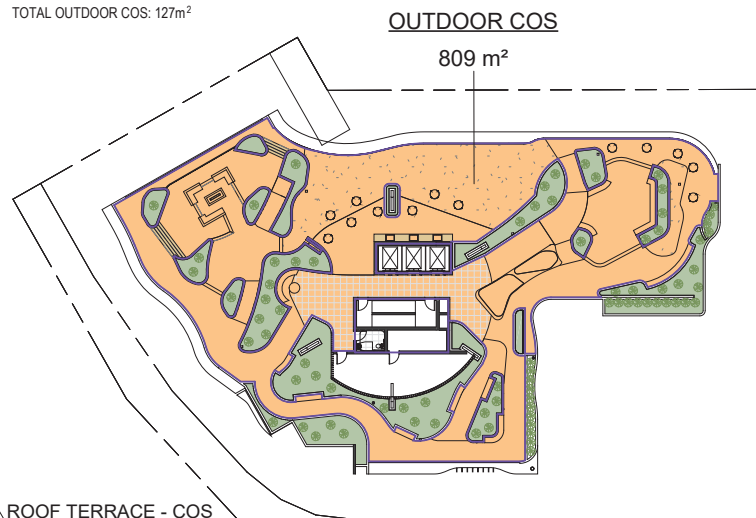 TOTAL OUTDOOR COS: 127m²
OUTDOOR COS
809 m²
ROOF TERRACE - COS